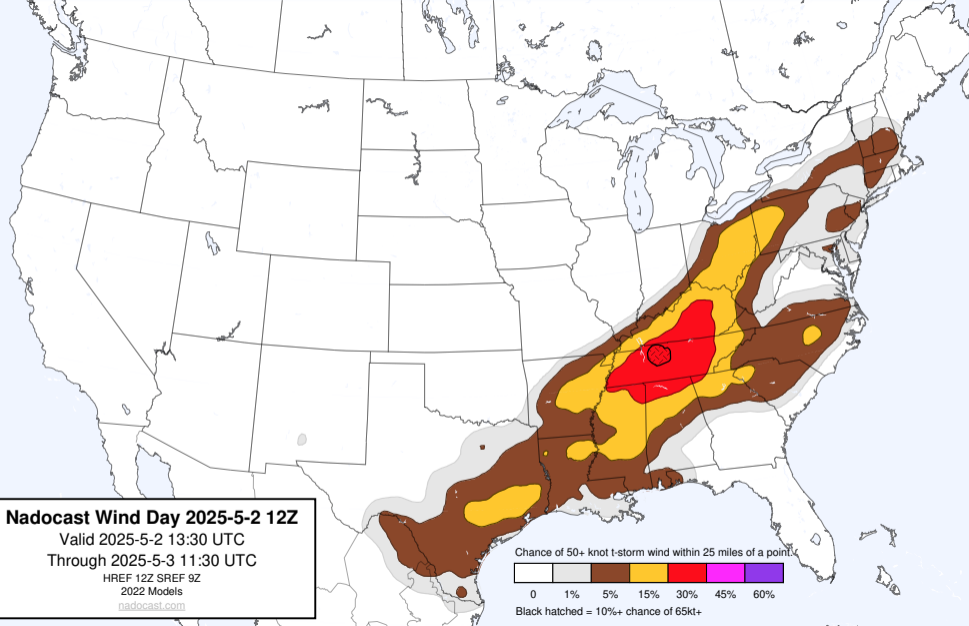 Nadocast Wind Day 2025-5-2 12Z
Valid 2025-5-2 13:30 UTC
Through 2025-5-3 11:30 UTC
HREF 12Z SREF 9Z
2022 Models
nadocast.com
Chance of 50+ knot t-storm wind within 25 miles of a point.
0 1% 5% 15% 30% 45% 60%
Black hatched = 10%+ chance of 65kt+